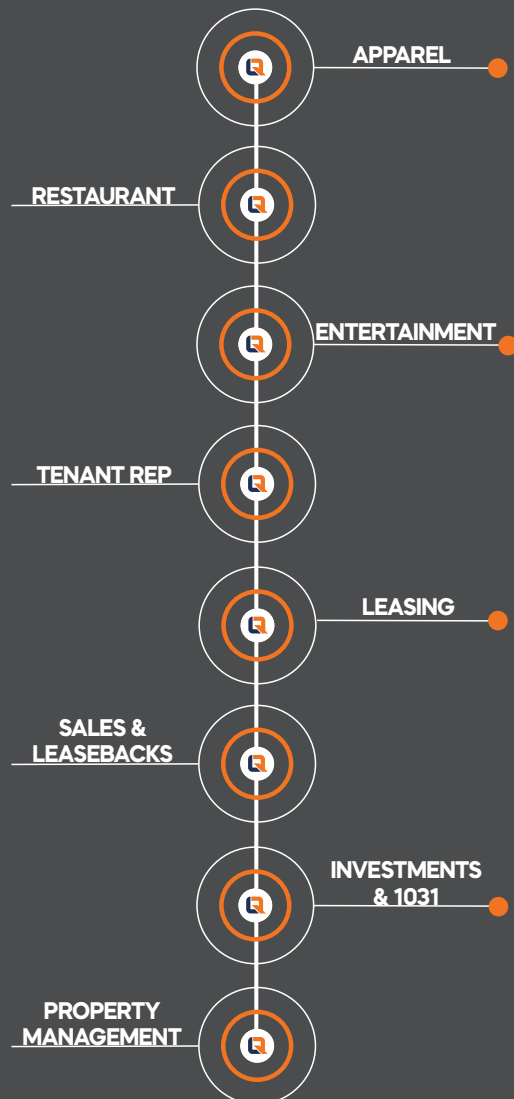 APPAREL
RESTAURANT
ENTERTAINMENT
TENANT REP
LEASING
SALES &
LEASEBACKS
INVESTMENTS
& 1031
PROPERTY
MANAGEMENT